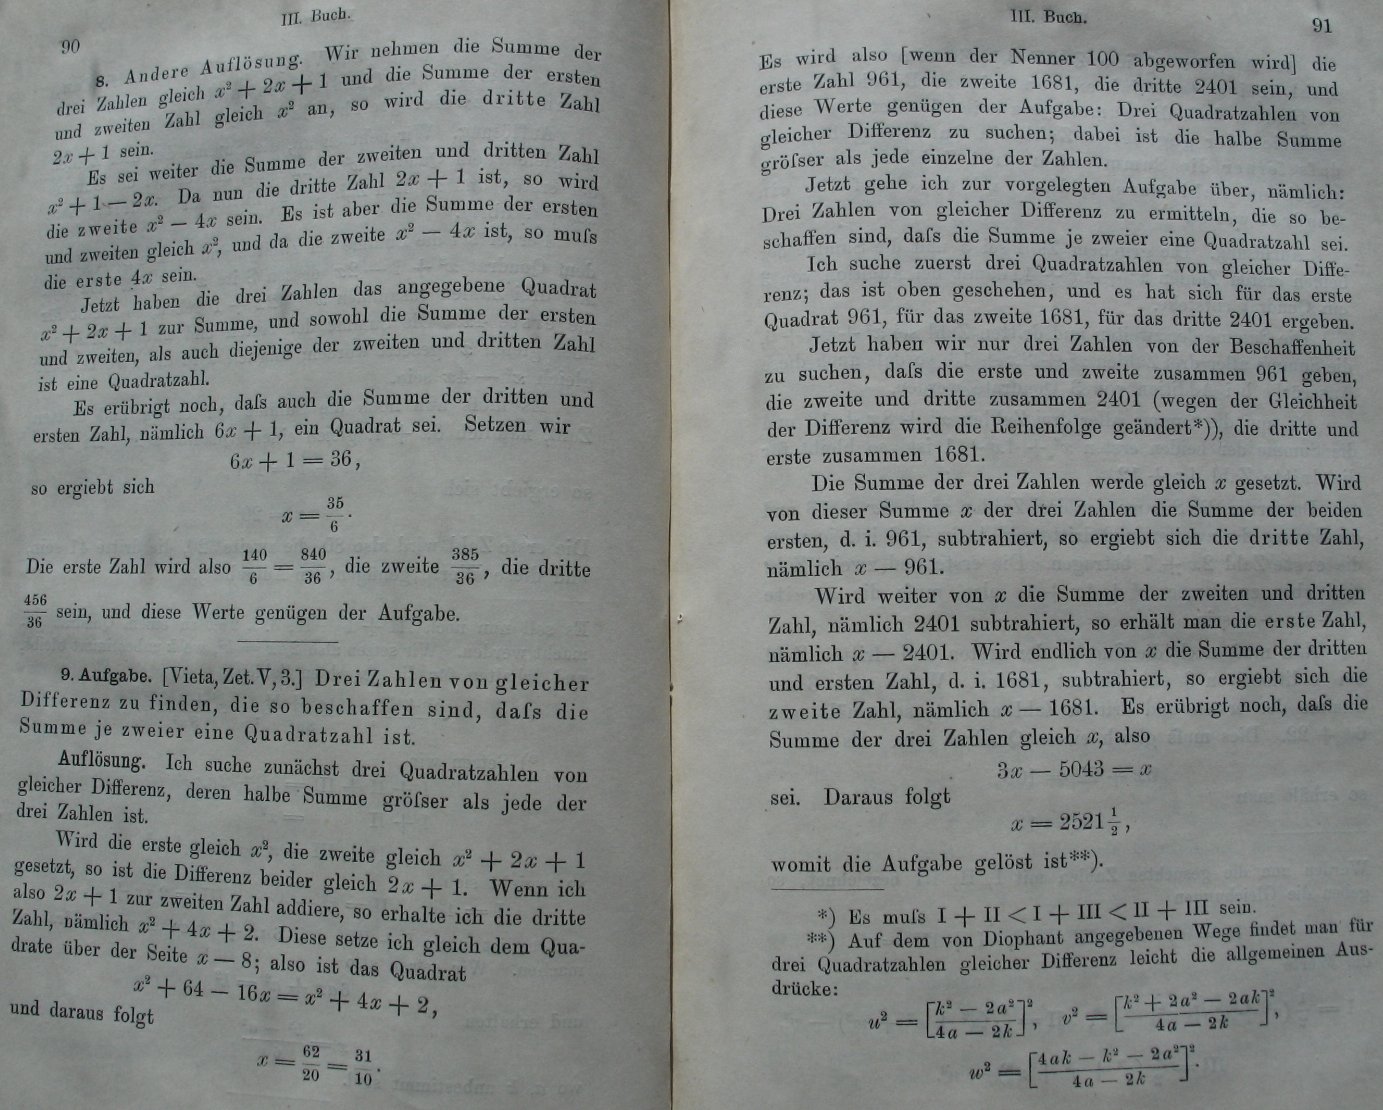 III. Buch.
90
8. Andere Auflösung. Wir nehmen die Summe der
drei Zahlen gleich x² + 2x + 1 und die Summe der ersten
und zweiten Zahl gleich x² an, so wird die dritte Zahl
2x + 1 sein.
Es sei weiter die Summe der zweiten und dritten Zahl
x² + 1 — 2x. Da nun die dritte Zahl 2x + 1 ist, so wird
die zweite x² — 4x sein. Es ist aber die Summe der ersten
und zweiten gleich x², und da die zweite x² — 4x ist, so muſs
die erste 4x sein.
Jetzt haben die drei Zahlen das angegebene Quadrat
x² + 2x + 1 zur Summe, und sowohl die Summe der ersten
und zweiten, als auch diejenige der zweiten und dritten Zahl
ist eine Quadratzahl.
Es erübrigt noch, daſs auch die Summe der dritten und
ersten Zahl, nämlich 6x + 1, ein Quadrat sei. Setzen wir
6x + 1 = 36,
so ergiebt sich
x = 35/6.
Die erste Zahl wird also 140/6 = 840/36, die zweite 385/36, die dritte
456/36 sein, und diese Werte genügen der Aufgabe.
9. Aufgabe. [Vieta, Zet. V, 3.] Drei Zahlen von gleicher
Differenz zu finden, die so beschaffen sind, daſs die
Summe je zweier eine Quadratzahl ist.
Auflösung. Ich suche zunächst drei Quadratzahlen von
gleicher Differenz, deren halbe Summe gröſser als jede der
drei Zahlen ist.
Wird die erste gleich x², die zweite gleich x² + 2x + 1
gesetzt, so ist die Differenz beider gleich 2x + 1. Wenn ich
also 2x + 1 zur zweiten Zahl addiere, so erhalte ich die dritte
Zahl, nämlich x² + 4x + 2. Diese setze ich gleich dem Qua-
drate über der Seite x — 8; also ist das Quadrat
x² + 64 — 16x = x² + 4x + 2,
und daraus folgt
x = 62/20 = 31/10.
III. Buch.
91
Es wird also [wenn der Nenner 100 abgeworfen wird] die
erste Zahl 961, die zweite 1681, die dritte 2401 sein, und
diese Werte genügen der Aufgabe: Drei Quadratzahlen von
gleicher Differenz zu suchen; dabei ist die halbe Summe
gröſser als jede einzelne der Zahlen.
Jetzt gehe ich zur vorgelegten Aufgabe über, nämlich:
Drei Zahlen von gleicher Differenz zu ermitteln, die so be-
schaffen sind, daſs die Summe je zweier eine Quadratzahl sei.
Ich suche zuerst drei Quadratzahlen von gleicher Diffe-
renz; das ist oben geschehen, und es hat sich für das erste
Quadrat 961, für das zweite 1681, für das dritte 2401 ergeben.
Jetzt haben wir nur drei Zahlen von der Beschaffenheit
zu suchen, daſs die erste und zweite zusammen 961 geben,
die zweite und dritte zusammen 2401 (wegen der Gleichheit
der Differenz wird die Reihenfolge geändert*)), die dritte und
erste zusammen 1681.
Die Summe der drei Zahlen werde gleich x gesetzt. Wird
von dieser Summe x der drei Zahlen die Summe der beiden
ersten, d. i. 961, subtrahiert, so ergiebt sich die dritte Zahl,
nämlich x — 961.
Wird weiter von x die Summe der zweiten und dritten
Zahl, nämlich 2401 subtrahiert, so erhält man die erste Zahl,
nämlich x — 2401. Wird endlich von x die Summe der dritten
und ersten Zahl, d. i. 1681, subtrahiert, so ergiebt sich die
zweite Zahl, nämlich x — 1681. Es erübrigt noch, daſs die
Summe der drei Zahlen gleich x, also
3x — 5043 = x
sei. Daraus folgt
x = 2521 1/2,
womit die Aufgabe gelöst ist**).
*) Es muſs I + II < I + III < II + III sein.
**) Auf dem von Diophant angegebenen Wege findet man für
drei Quadratzahlen gleicher Differenz leicht die allgemeinen Aus-
drücke:
u² = [(k² — 2a²)/(4a — 2k)]², v² = [(k² + 2a² — 2ak)/(4a — 2k)]²,
w² = [(4ak — k² — 2a²)/(4a — 2k)]².